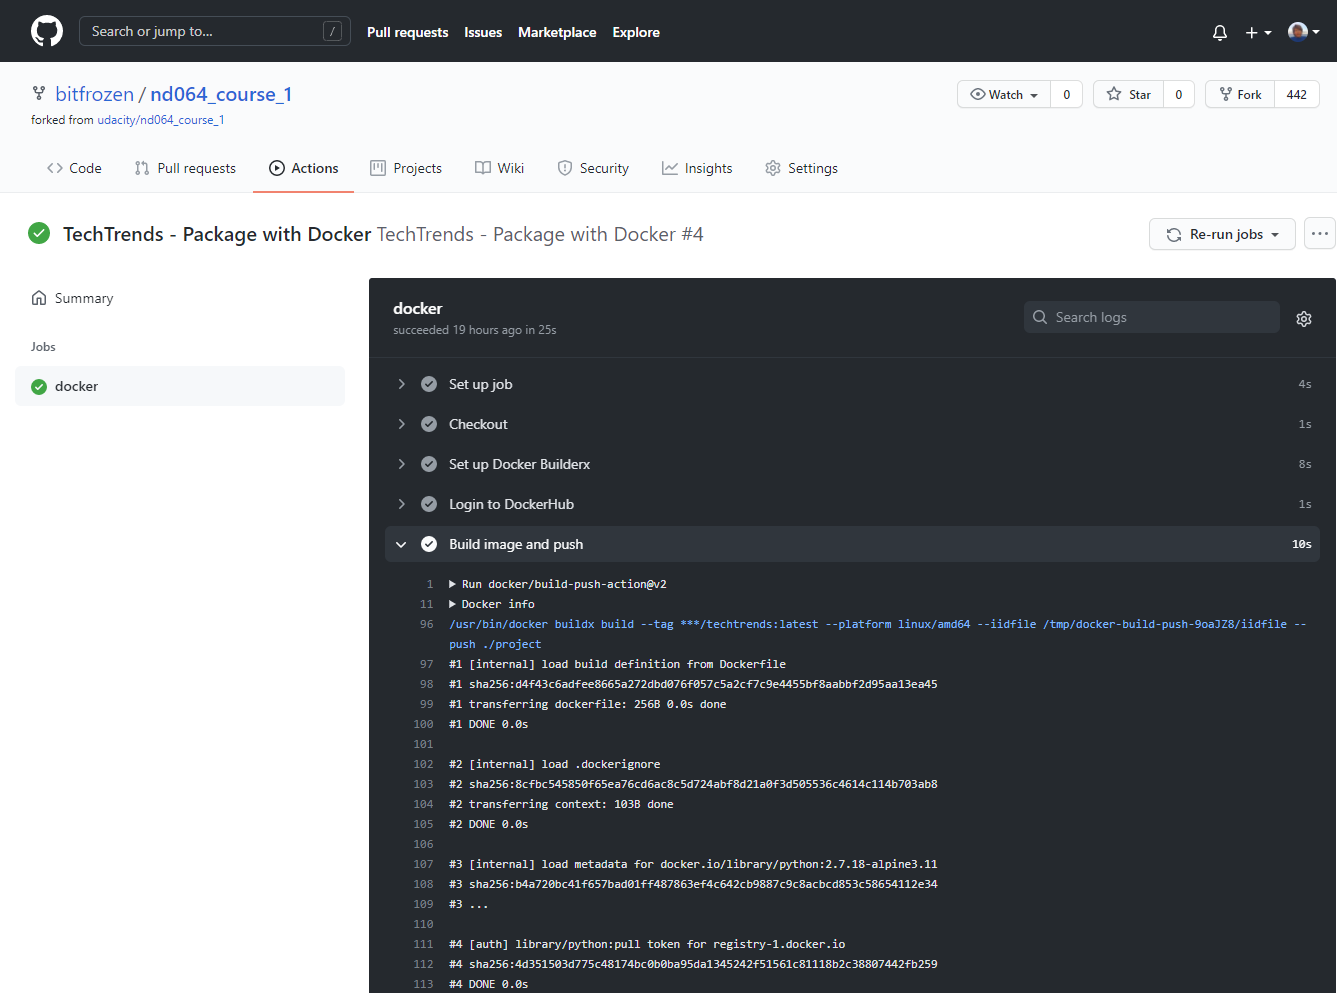 Search or jump to... /
Pull requests Issues Marketplace Explore
bitfrozen / nd064_course_1
Watch 0 Star 0 Fork 442
forked from udacity/nd064_course_1
Code Pull requests Actions Projects Wiki Security Insights Settings
TechTrends - Package with Docker TechTrends - Package with Docker #4
Re-run jobs ...
Summary
Jobs
docker
docker
succeeded 19 hours ago in 25s
Search logs
Set up job 4s
Checkout 1s
Set up Docker Builderx 8s
Login to DockerHub 1s
Build image and push 10s
1 Run docker/build-push-action@v2
11 Docker info
96 /usr/bin/docker buildx build --tag ***/techtrends:latest --platform linux/amd64 --iidfile /tmp/docker-build-push-9oaJZ8/iidfile --
push ./project
97 #1 [internal] load build definition from Dockerfile
98 #1 sha256:d4f43c6adfee8665a272dbd076f057c5a2cf7c9e4455bf8aabbf2d95aa13ea45
99 #1 transferring dockerfile: 256B 0.0s done
100 #1 DONE 0.0s
101
102 #2 [internal] load .dockerignore
103 #2 sha256:8cfbc545850f65ea76cd6ac8c5d724abf8d21a0f3d505536c4614c114b703ab8
104 #2 transferring context: 103B done
105 #2 DONE 0.0s
106
107 #3 [internal] load metadata for docker.io/library/python:2.7.18-alpine3.11
108 #3 sha256:b4a720bc41f657bad01ff487863ef4c642cb9887c9c8acbcd853c58654112e34
109 #3 ...
110
111 #4 [auth] library/python:pull token for registry-1.docker.io
112 #4 sha256:4d351503d775c48174bc0b0ba95da1345242f51561c81118b2c38807442fb259
113 #4 DONE 0.0s